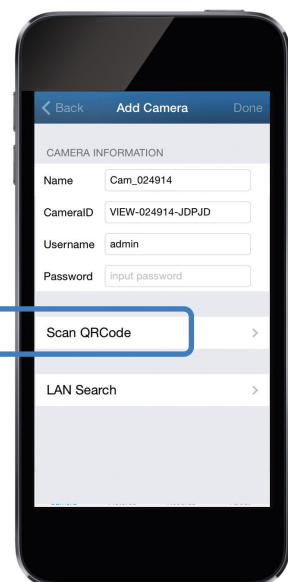 Back Add Camera Done
CAMERA INFORMATION
Name Cam_024914
CameraID VIEW-024914-JDPJD
Username admin
Password input password
Scan QRCode
LAN Search